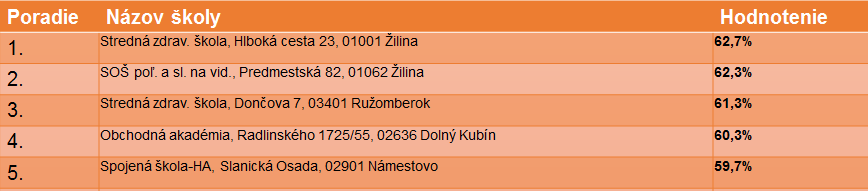 Poradie Názov školy Hodnotenie
1. Stredná zdrav. škola, Hlboká cesta 23, 01001 Žilina 62,7%
2. SOŠ poľ. a sl. na vid., Predmestská 82, 01062 Žilina 62,3%
3. Stredná zdrav. škola, Dončova 7, 03401 Ružomberok 61,3%
4. Obchodná akadémia, Radlinského 1725/55, 02636 Dolný Kubín 60,3%
5. Spojená škola-HA, Slanická Osada, 02901 Námestovo 59,7%